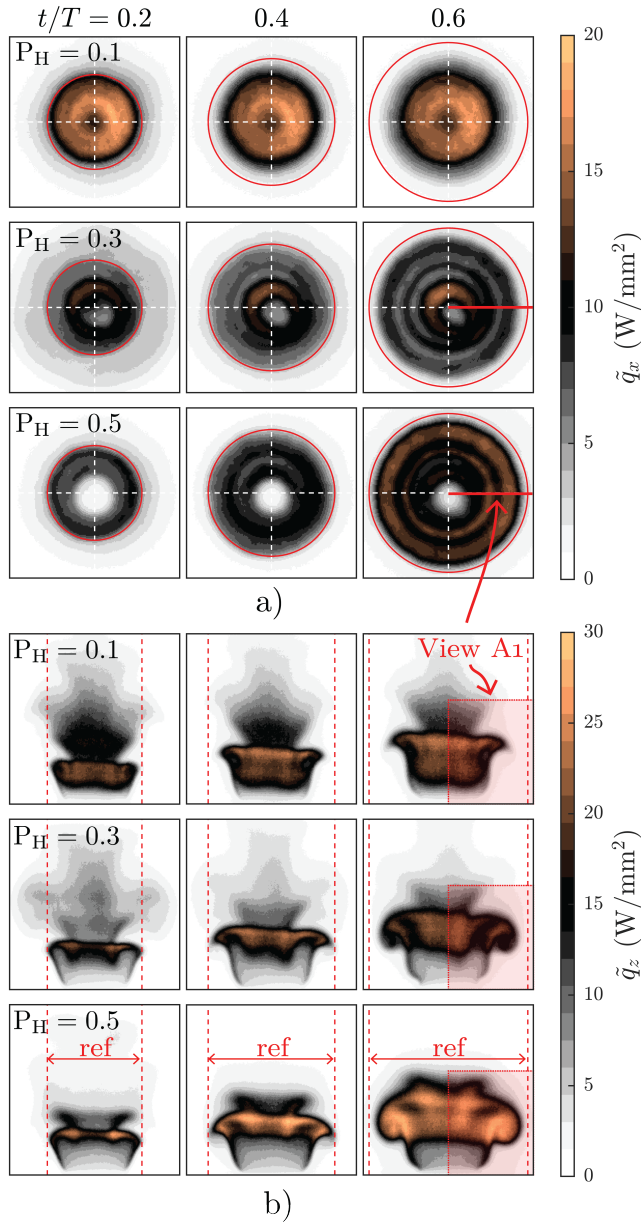 t/T = 0.2 0.4 0.6
P_H = 0.1
P_H = 0.3
P_H = 0.5
20
15
10
5
0
q̃_x (W/mm²)
a)
View A1
P_H = 0.1
P_H = 0.3
P_H = 0.5
ref ref ref
30
25
20
15
10
5
0
q̃_z (W/mm²)
b)